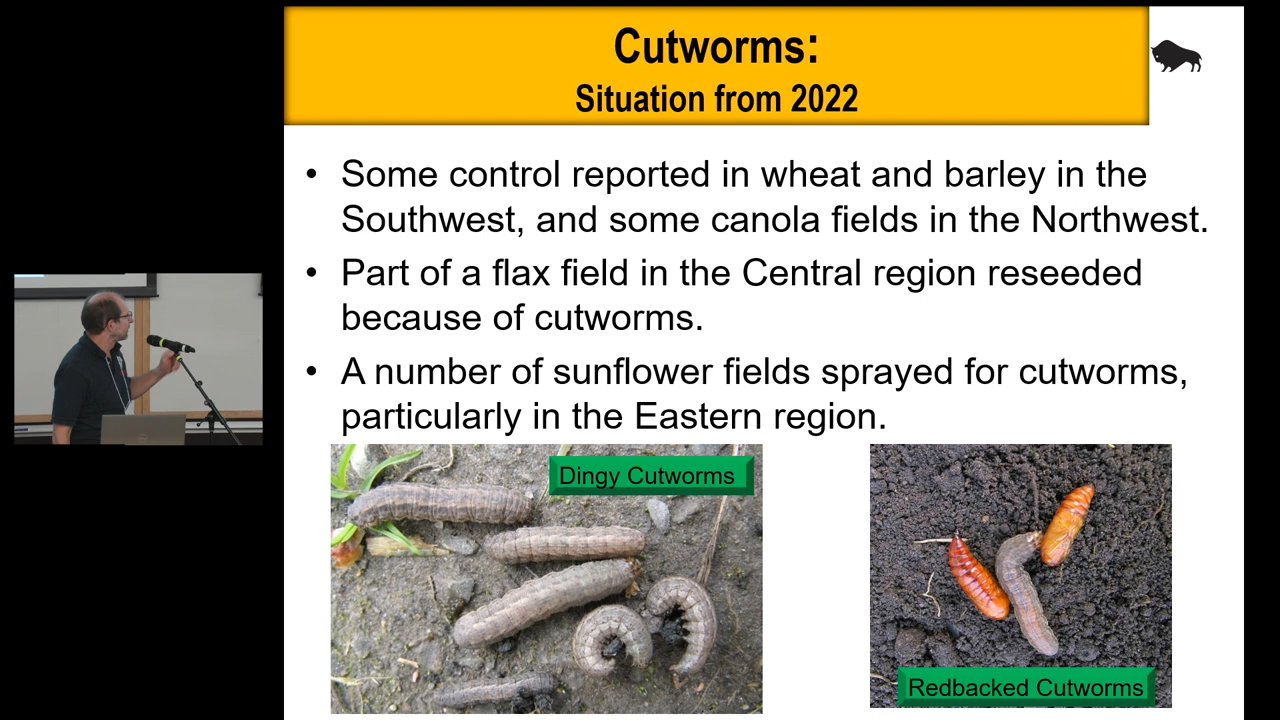 Cutworms:
Situation from 2022
• Some control reported in wheat and barley in the
Southwest, and some canola fields in the Northwest.
• Part of a flax field in the Central region reseeded
because of cutworms.
• A number of sunflower fields sprayed for cutworms,
particularly in the Eastern region.
Dingy Cutworms
Redbacked Cutworms